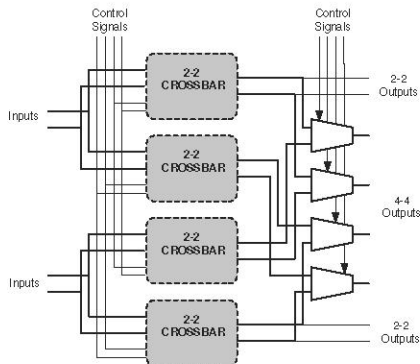 Control
Signals
Control
Signals
2-2
CROSSBAR
2-2
Outputs
Inputs
2-2
CROSSBAR
4-4
Outputs
2-2
CROSSBAR
Inputs
2-2
CROSSBAR
2-2
Outputs